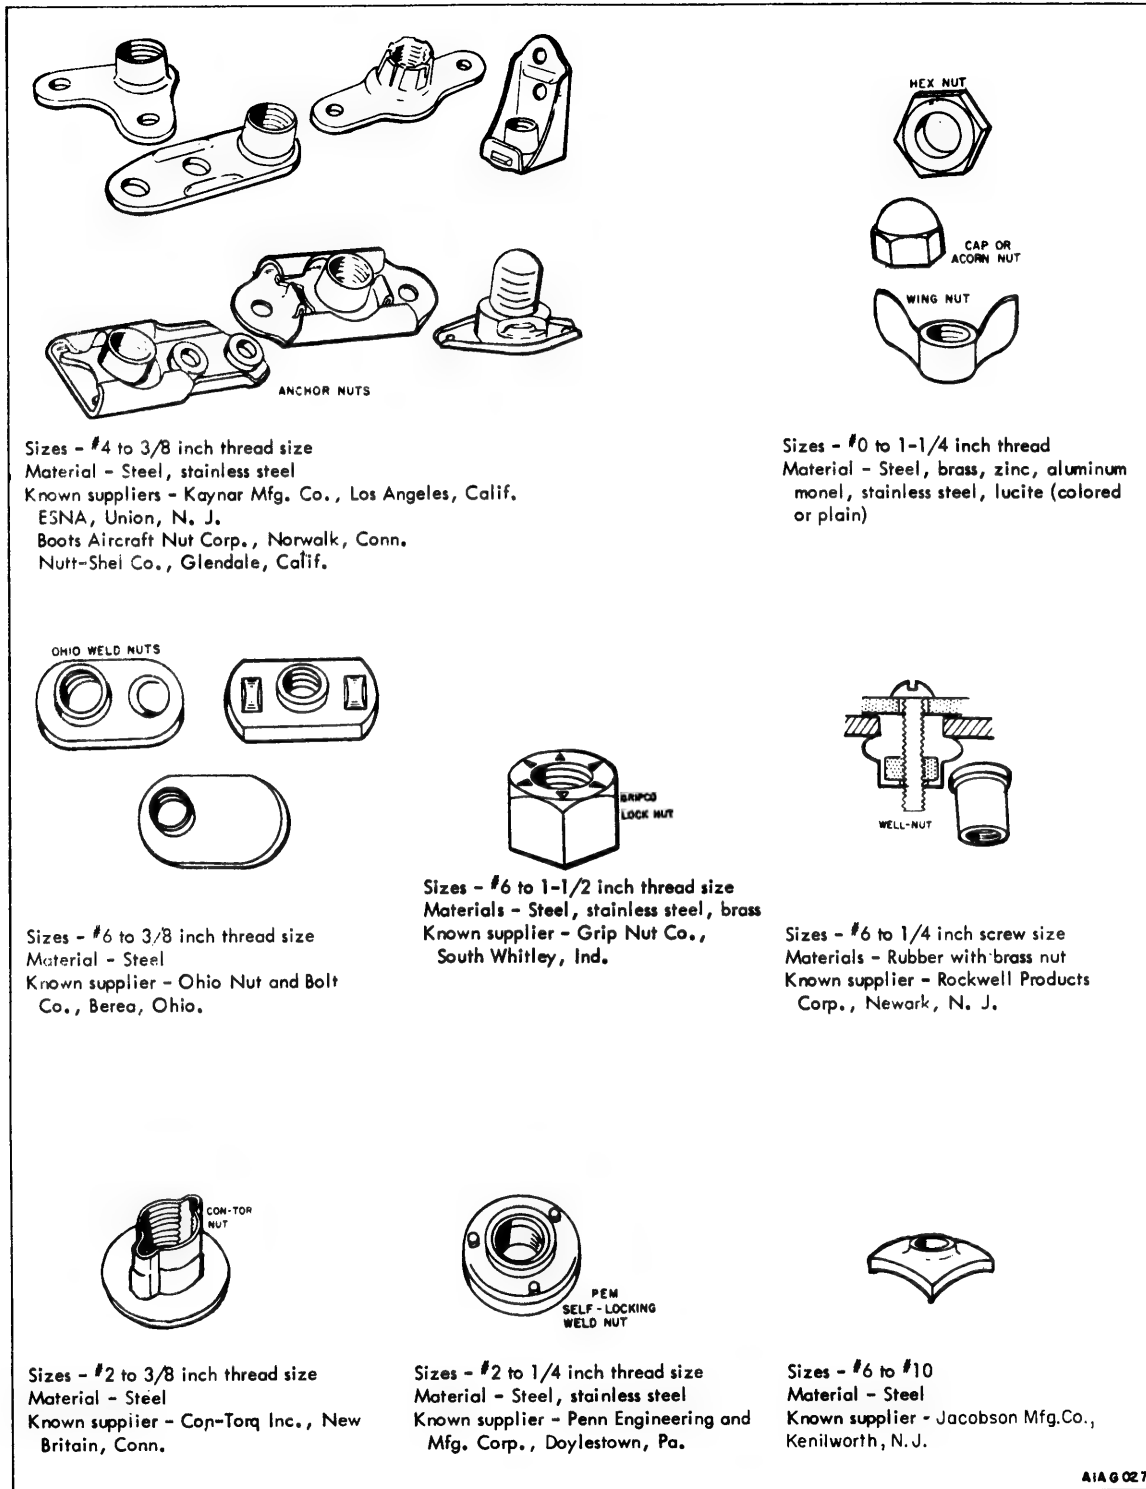 HEX NUT
CAP OR
ACORN NUT
WING NUT
ANCHOR NUTS
Sizes - #4 to 3/8 inch thread size
Material - Steel, stainless steel
Known suppliers - Kaynar Mfg. Co., Los Angeles, Calif.
ESNA, Union, N. J.
Boots Aircraft Nut Corp., Norwalk, Conn.
Nutt-Shel Co., Glendale, Calif.
Sizes - #0 to 1-1/4 inch thread
Material - Steel, brass, zinc, aluminum
monel, stainless steel, lucite (colored
or plain)
OHIO WELD NUTS
Sizes - #6 to 3/8 inch thread size
Material - Steel
Known supplier - Ohio Nut and Bolt
Co., Berea, Ohio.
GRIPCO
LOCK NUT
Sizes - #6 to 1-1/2 inch thread size
Materials - Steel, stainless steel, brass
Known supplier - Grip Nut Co.,
South Whitley, Ind.
WELL-NUT
Sizes - #6 to 1/4 inch screw size
Materials - Rubber with brass nut
Known supplier - Rockwell Products
Corp., Newark, N. J.
CON-TOR
NUT
Sizes - #2 to 3/8 inch thread size
Material - Steel
Known supplier - Con-Torq Inc., New
Britain, Conn.
PEM
SELF-LOCKING
WELD NUT
Sizes - #2 to 1/4 inch thread size
Material - Steel, stainless steel
Known supplier - Penn Engineering and
Mfg. Corp., Doylestown, Pa.
Sizes - #6 to #10
Material - Steel
Known supplier - Jacobson Mfg.Co.,
Kenilworth, N.J.
AIAG027